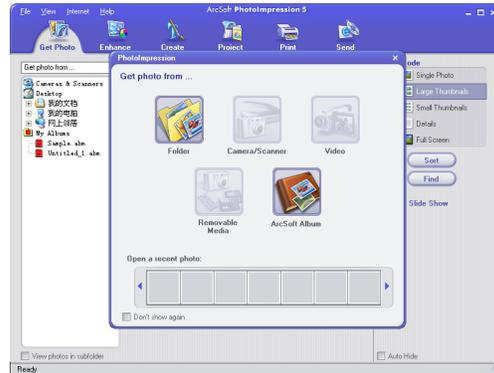 File View Internet Help
ArcSoft PhotoImpression 5
Get Photo Enhance Create Project Print Send
PhotoImpression
Get photo from ...
Get photo from ...
Cameras & Scanners
Desktop
我的文档
我的电脑
网上邻居
My Albums
Sample.abm
Untitled_1.abm
Folder Camera/Scanner Video
Removable Media ArcSoft Album
Open a recent photo:
Don't show again
ode
Single Photo
Large Thumbnails
Small Thumbnails
Details
Full Screen
Sort
Find
Slide Show
View photos in subfolder
Auto Hide
Ready